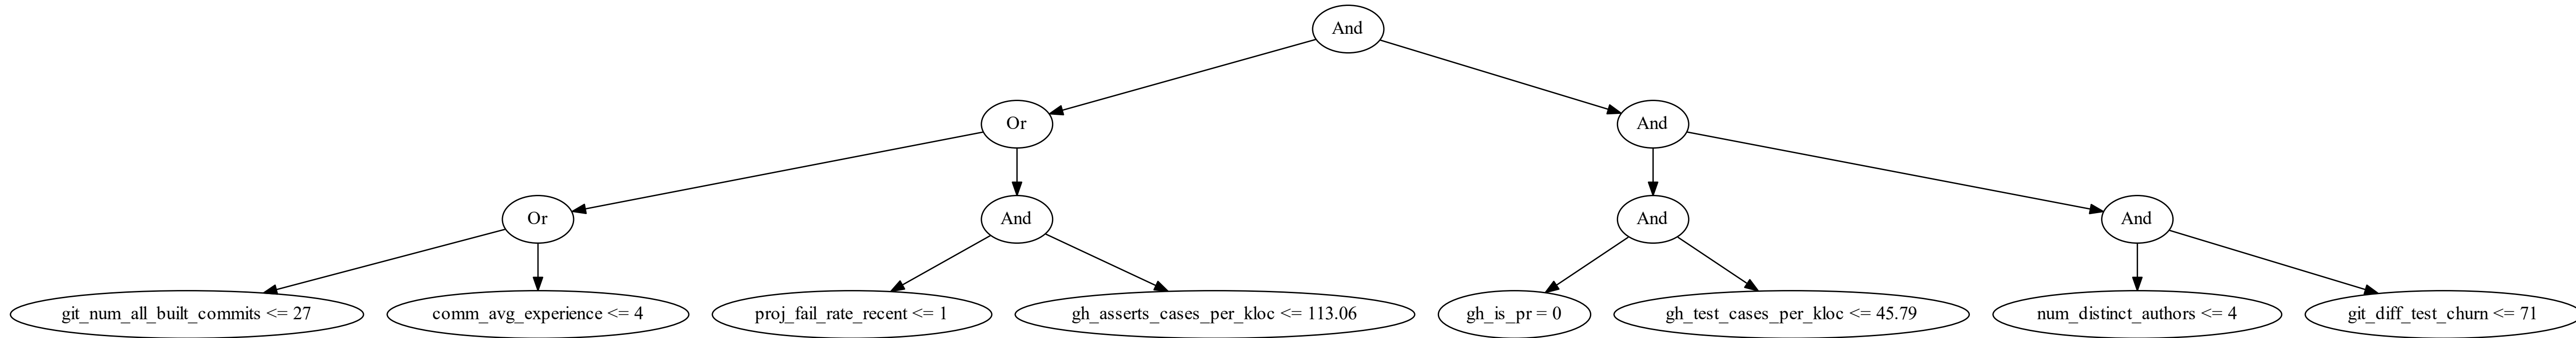 And
Or
And
Or
And
And
And
git_num_all_built_commits <= 27
comm_avg_experience <= 4
proj_fail_rate_recent <= 1
gh_asserts_cases_per_kloc <= 113.06
gh_is_pr = 0
gh_test_cases_per_kloc <= 45.79
num_distinct_authors <= 4
git_diff_test_churn <= 71